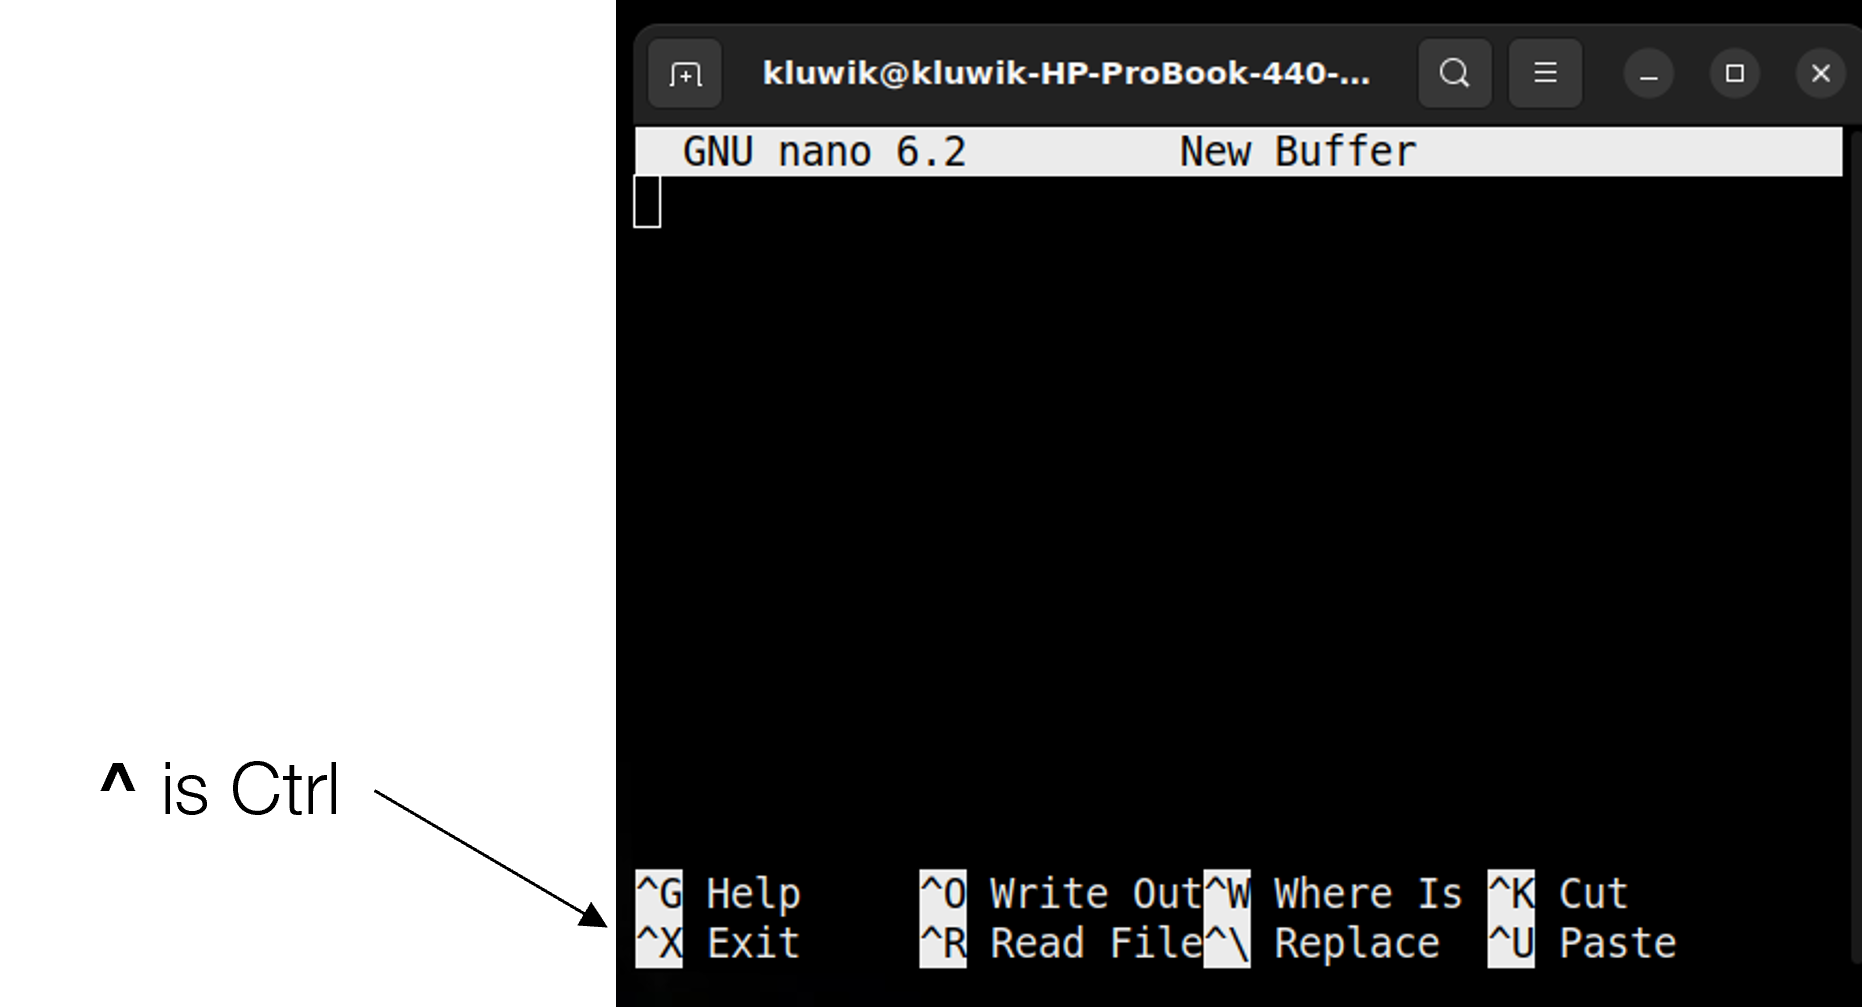 kluwik@kluwik-HP-ProBook-440-...
GNU nano 6.2 New Buffer
^ is Ctrl
^G Help ^O Write Out ^W Where Is ^K Cut
^X Exit ^R Read File ^\ Replace ^U Paste